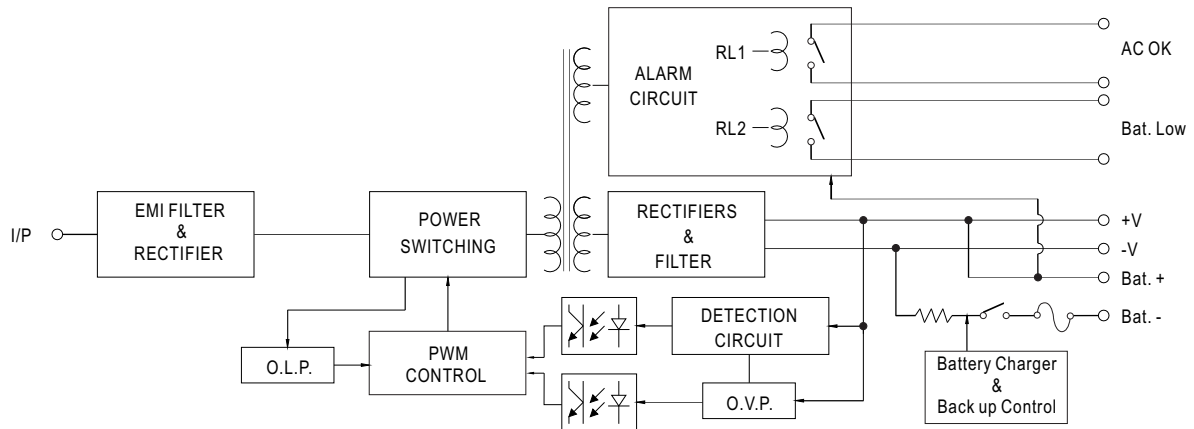 RL1
AC OK
ALARM
CIRCUIT
RL2
Bat. Low
I/P
EMI FILTER
&
RECTIFIER
POWER
SWITCHING
RECTIFIERS
&
FILTER
+V
-V
Bat. +
Bat. -
O.L.P.
PWM
CONTROL
DETECTION
CIRCUIT
O.V.P.
Battery Charger
&
Back up Control